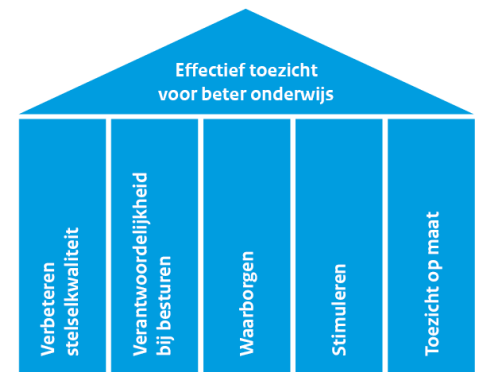 Effectief toezicht
voor beter onderwijs
Verbeteren
stelselkwaliteit
Verantwoordelijkheid
bij besturen
Waarborgen
Stimuleren
Toezicht op maat